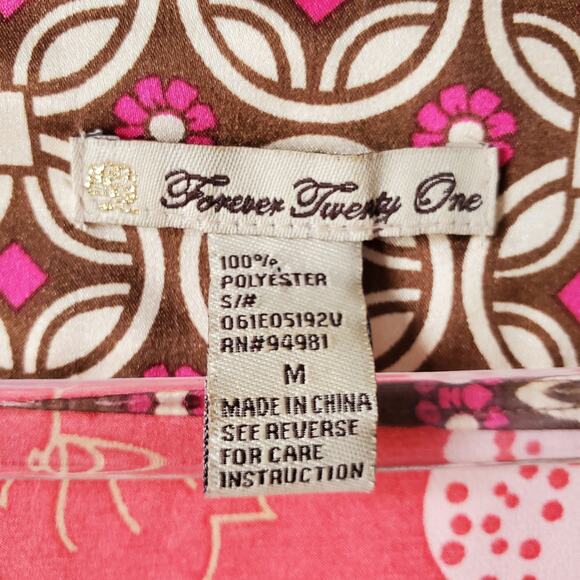 Forever Twenty One
100%
POLYESTER
S/#
061E05192V
RN#94981
M
MADE IN CHINA
SEE REVERSE
FOR CARE
INSTRUCTION